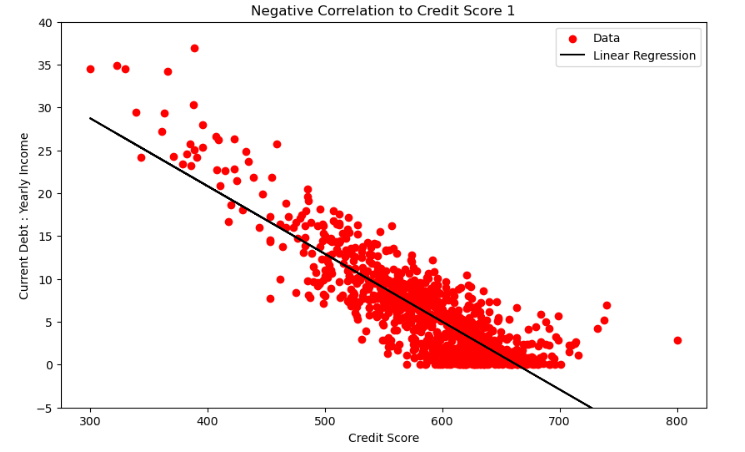 Negative Correlation to Credit Score 1
40
35
30
25
20
15
10
5
0
−5
Current Debt : Yearly Income
Data
Linear Regression
300 400 500 600 700 800
Credit Score